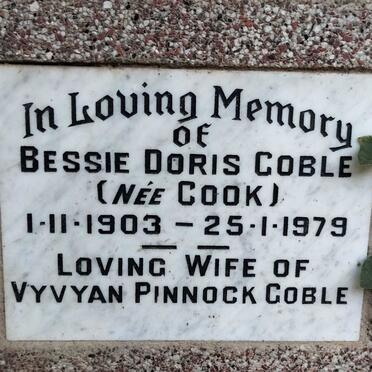 In Loving Memory
OF
BESSIE DORIS COBLE
(NÉE COOK)
1-11-1903 – 25-1-1979
LOVING WIFE OF
VYVYAN PINNOCK COBLE